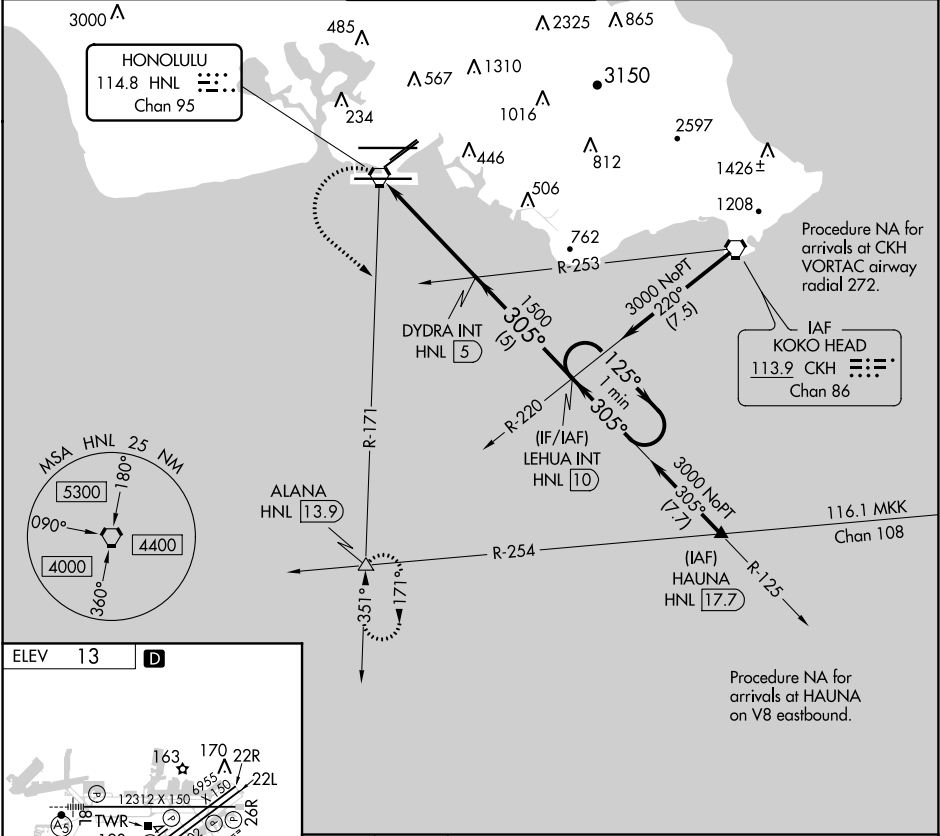 3000
485
2325
865
HONOLULU
114.8 HNL
Chan 95
567
1310
3150
234
1016
2597
446
812
1426 ±
506
1208
762
Procedure NA for
arrivals at CKH
VORTAC airway
radial 272.
R-253
3000 NoPT
220°
(7.5)
DYDRA INT
HNL 5
1500
305°
(5)
IAF
KOKO HEAD
113.9 CKH
Chan 86
125°
1 min
305°
R-220
R-171
(IF/IAF)
LEHUA INT
HNL 10
MSA HNL 25 NM
180°
5300
090°
4400
4000
360°
ALANA
HNL 13.9
3000 NoPT
305°
(7.7)
116.1 MKK
Chan 108
R-254
(IAF)
HAUNA
HNL 17.7
R-125
351°
171°
Procedure NA for
arrivals at HAUNA
on V8 eastbound.
ELEV 13 D
163
170
22R
22L
6955 X 150
12312 X 150
P
P
P
P
A5
TWR
26R